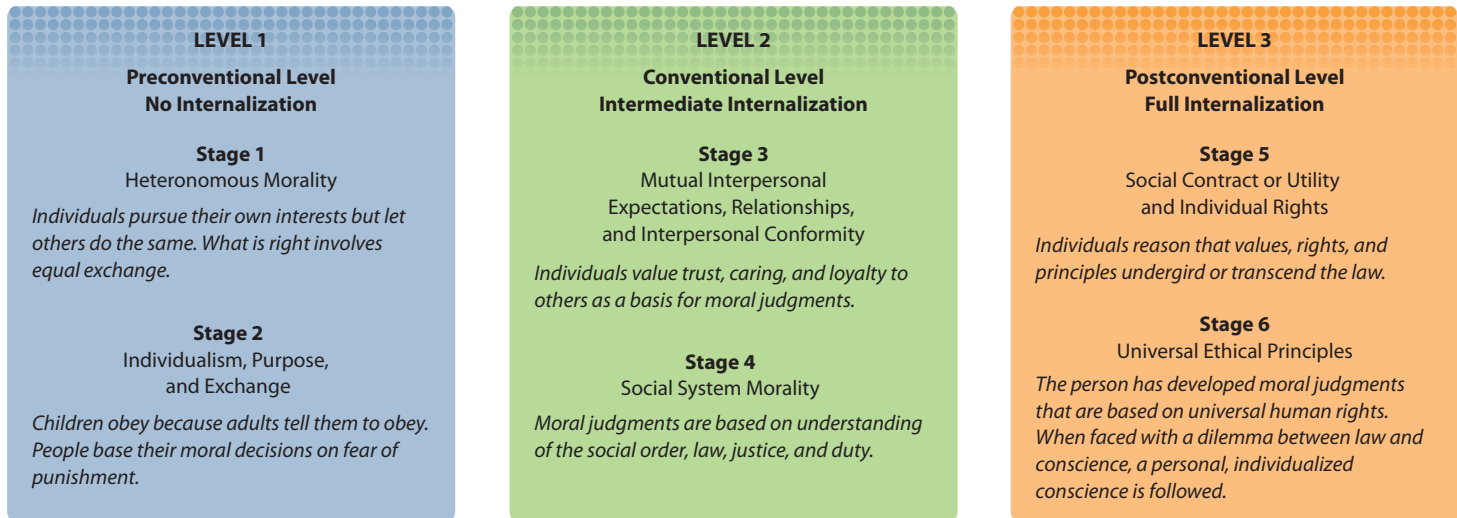 LEVEL 1
Preconventional Level
No Internalization
Stage 1
Heteronomous Morality
Individuals pursue their own interests but let
others do the same. What is right involves
equal exchange.
Stage 2
Individualism, Purpose,
and Exchange
Children obey because adults tell them to obey.
People base their moral decisions on fear of
punishment.
LEVEL 2
Conventional Level
Intermediate Internalization
Stage 3
Mutual Interpersonal
Expectations, Relationships,
and Interpersonal Conformity
Individuals value trust, caring, and loyalty to
others as a basis for moral judgments.
Stage 4
Social System Morality
Moral judgments are based on understanding
of the social order, law, justice, and duty.
LEVEL 3
Postconventional Level
Full Internalization
Stage 5
Social Contract or Utility
and Individual Rights
Individuals reason that values, rights, and
principles undergird or transcend the law.
Stage 6
Universal Ethical Principles
The person has developed moral judgments
that are based on universal human rights.
When faced with a dilemma between law and
conscience, a personal, individualized
conscience is followed.